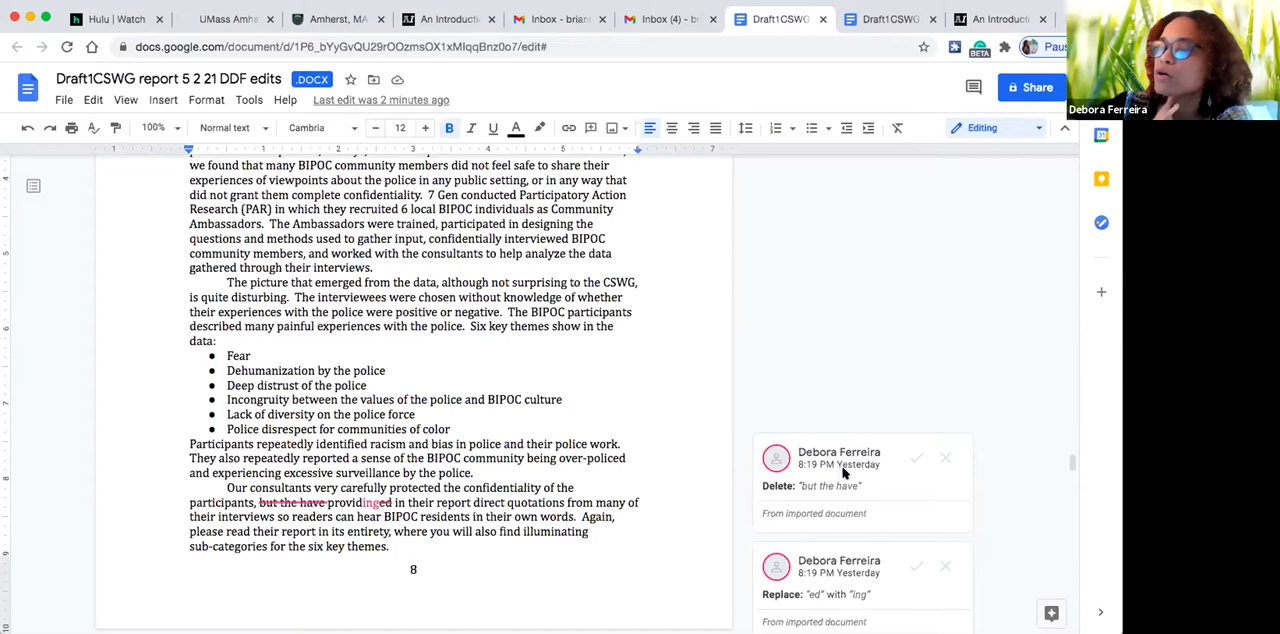 Hulu | Watch
UMass Amhe
Amherst, MA
An Introducti
Inbox - brian
Inbox (4) - br
Draft1CSWG
Draft1CSWG
An Introducti
docs.google.com/document/d/1P6_bYyGvQU29rOOzmsOX1xMIqqBnz0o7/edit#
BETA
Paus
Draft1CSWG report 5 2 21 DDF edits .DOCX
File Edit View Insert Format Tools Help Last edit was 2 minutes ago
Share
Debora Ferreira
100% Normal text Cambria 12 B I U A Editing
1 1 2 3 4 5 6 7
we found that many BIPOC community members did not feel safe to share their
experiences of viewpoints about the police in any public setting, or in any way that
did not grant them complete confidentiality. 7 Gen conducted Participatory Action
Research (PAR) in which they recruited 6 local BIPOC individuals as Community
Ambassadors. The Ambassadors were trained, participated in designing the
questions and methods used to gather input, confidentially interviewed BIPOC
community members, and worked with the consultants to help analyze the data
gathered through their interviews.
The picture that emerged from the data, although not surprising to the CSWG,
is quite disturbing. The interviewees were chosen without knowledge of whether
their experiences with the police were positive or negative. The BIPOC participants
described many painful experiences with the police. Six key themes show in the
data:
● Fear
● Dehumanization by the police
● Deep distrust of the police
● Incongruity between the values of the police and BIPOC culture
● Lack of diversity on the police force
● Police disrespect for communities of color
Participants repeatedly identified racism and bias in police and their police work.
They also repeatedly reported a sense of the BIPOC community being over-policed
and experiencing excessive surveillance by the police.
Our consultants very carefully protected the confidentiality of the
participants, but the have provididinged in their report direct quotations from many of
their interviews so readers can hear BIPOC residents in their own words. Again,
please read their report in its entirety, where you will also find illuminating
sub-categories for the six key themes.
8
Debora Ferreira
8:19 PM Yesterday
Delete: "but the have"
From imported document
Debora Ferreira
8:19 PM Yesterday
Replace: "ed" with "ing"
From imported document